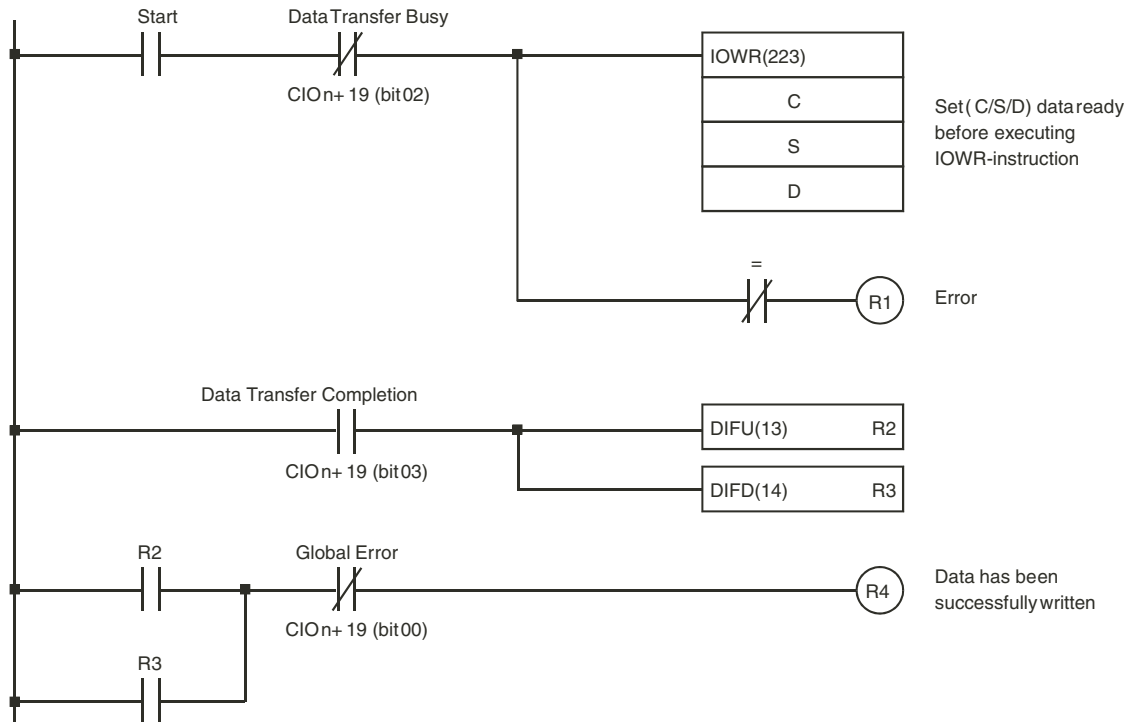 Start
Data Transfer Busy
CIO n+ 19 (bit 02)
IOWR(223)
C
S
D
Set ( C/S/D) data ready
before executing
IOWR-instruction
=
R1
Error
Data Transfer Completion
CIO n+ 19 (bit 03)
DIFU(13) R2
DIFD(14) R3
R2
Global Error
CIO n+ 19 (bit 00)
R4
Data has been
successfully written
R3